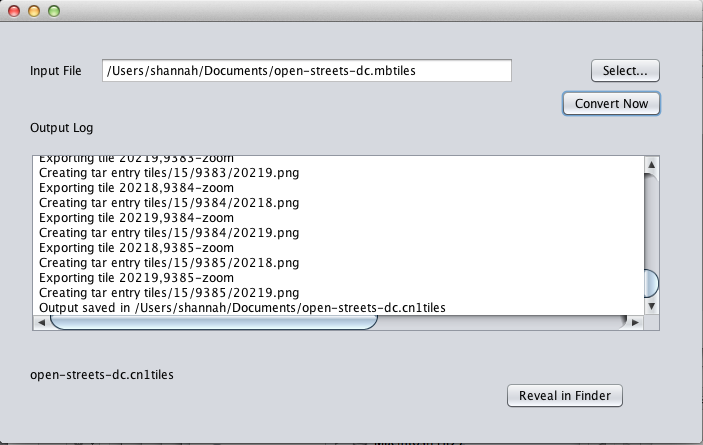 Input File
/Users/shannah/Documents/open-streets-dc.mbtiles
Select...
Convert Now
Output Log
Exporting tile 20219,9383-zoom
Creating tar entry tiles/15/9383/20219.png
Exporting tile 20218,9384-zoom
Creating tar entry tiles/15/9384/20218.png
Exporting tile 20219,9384-zoom
Creating tar entry tiles/15/9384/20219.png
Exporting tile 20218,9385-zoom
Creating tar entry tiles/15/9385/20218.png
Exporting tile 20219,9385-zoom
Creating tar entry tiles/15/9385/20219.png
Output saved in /Users/shannah/Documents/open-streets-dc.cn1tiles
open-streets-dc.cn1tiles
Reveal in Finder